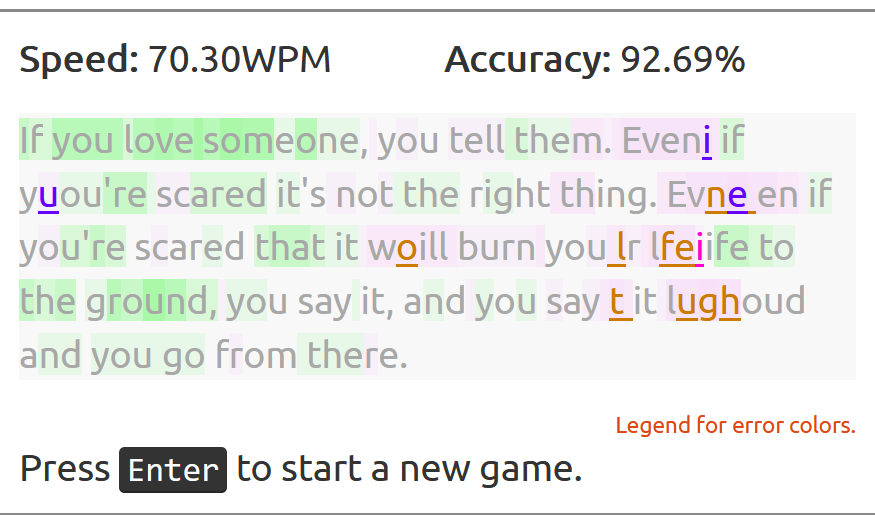 Speed: 70.30WPM Accuracy: 92.69%
If you love someone, you tell them. Eveni if
yuou're scared it's not the right thing. Evne en if
you're scared that it woill burn you lr lfeiife to
the ground, you say it, and you say t it lughoud
and you go from there.
Legend for error colors.
Press Enter to start a new game.